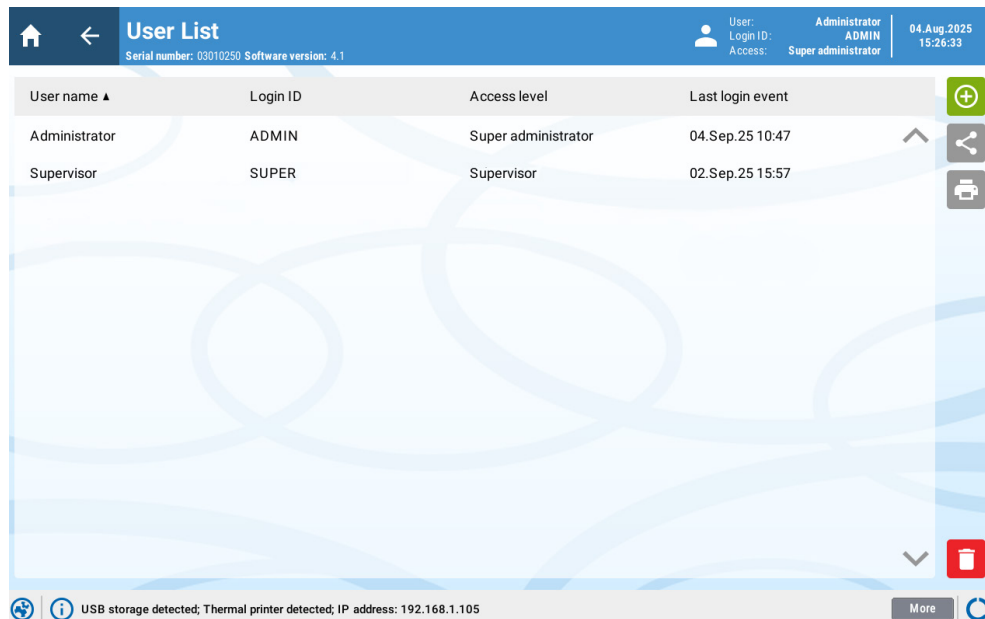 User List
Serial number: 03010250 Software version: 4.1
User: Administrator
Login ID: ADMIN
Access: Super administrator
04.Aug.2025
15:26:33
User name ▲ Login ID Access level Last login event
Administrator ADMIN Super administrator 04.Sep.25 10:47
Supervisor SUPER Supervisor 02.Sep.25 15:57
USB storage detected; Thermal printer detected; IP address: 192.168.1.105
More